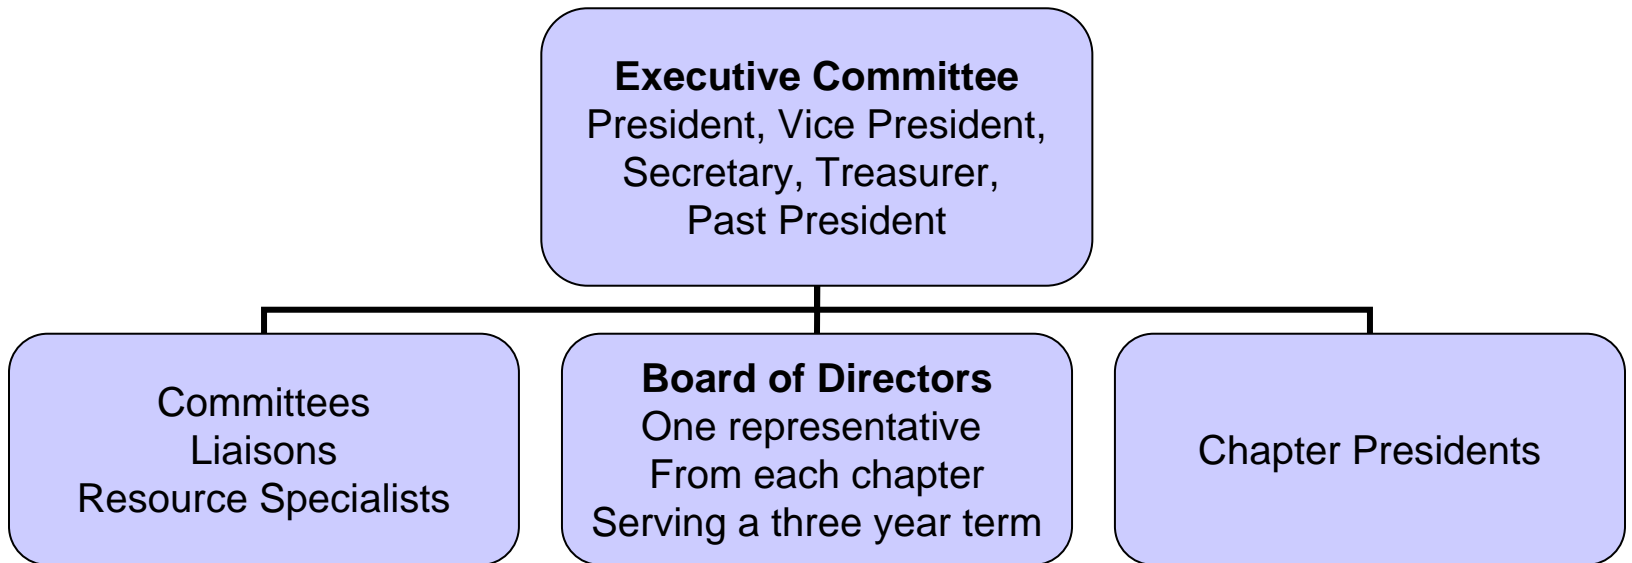 Executive Committee
President, Vice President,
Secretary, Treasurer,
Past President
Committees
Liaisons
Resource Specialists
Board of Directors
One representative
From each chapter
Serving a three year term
Chapter Presidents